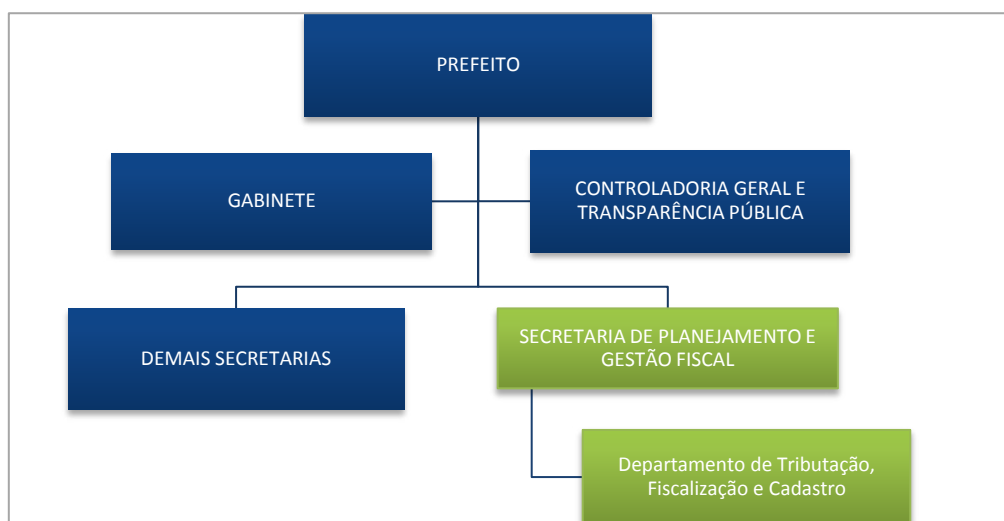 PREFEITO
GABINETE
CONTROLADORIA GERAL E
TRANSPARÊNCIA PÚBLICA
DEMAIS SECRETARIAS
SECRETARIA DE PLANEJAMENTO E
GESTÃO FISCAL
Departamento de Tributação,
Fiscalização e Cadastro